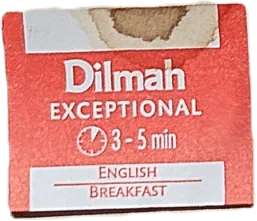 Dilmah
EXCEPTIONAL
3-5 min
ENGLISH
BREAKFAST